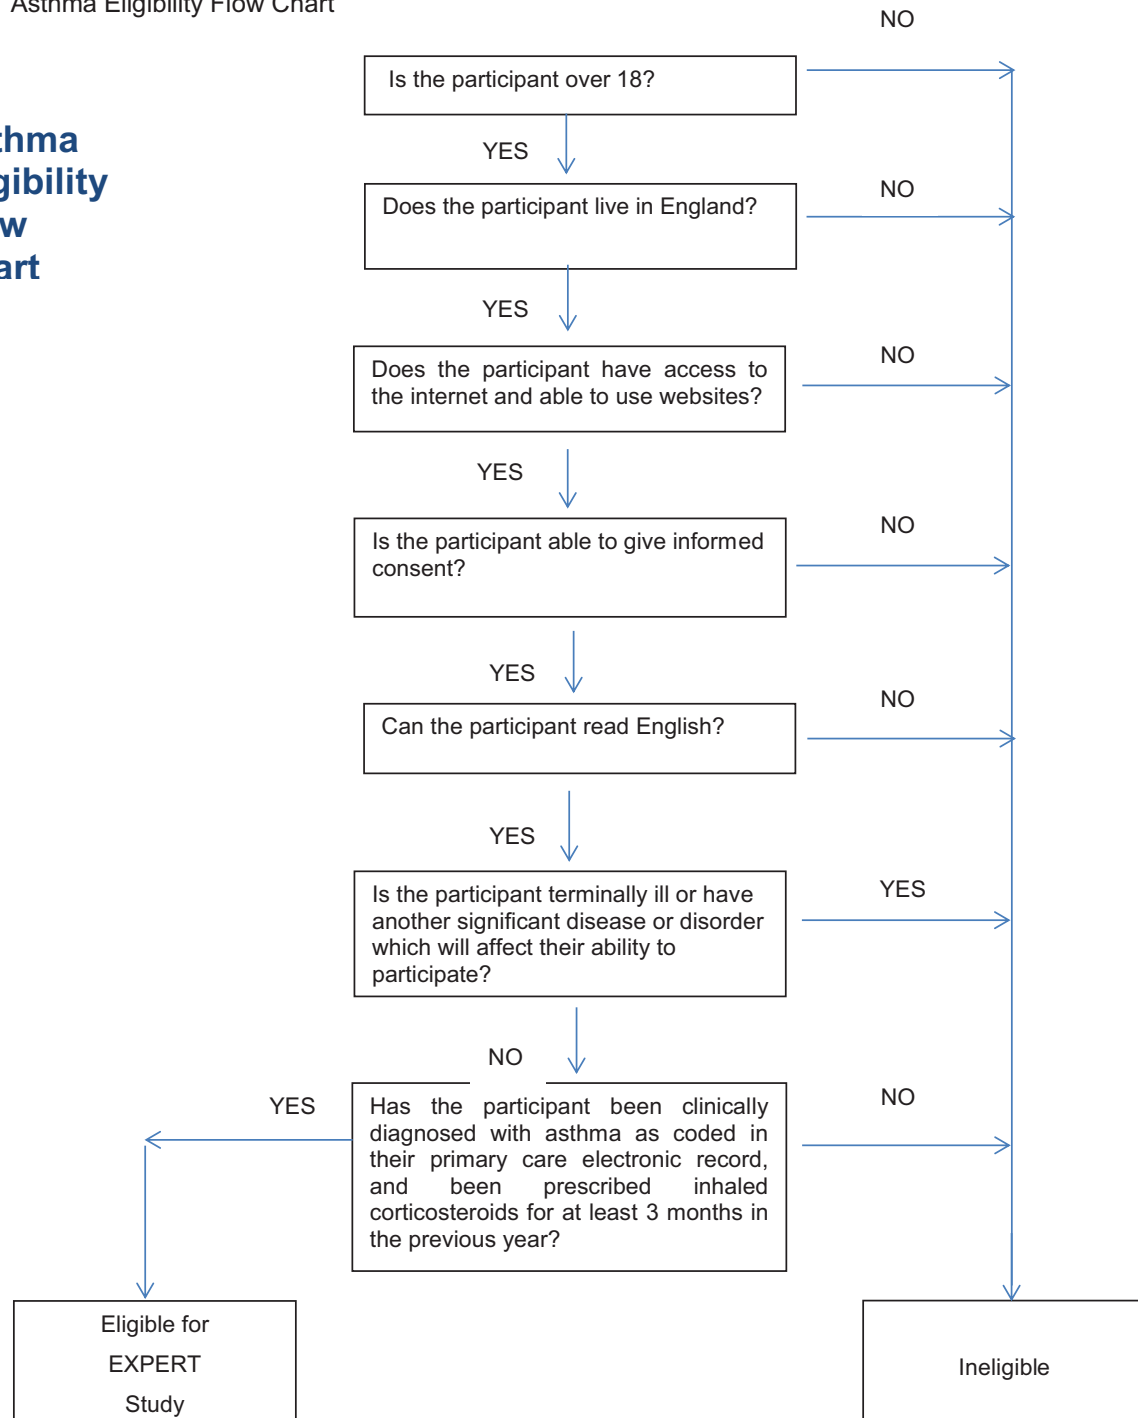 Asthma Eligibility Flow Chart
NO
Is the participant over 18?
thma
gibility
w
art
YES
Does the participant live in England?
NO
YES
Does the participant have access to
the internet and able to use websites?
NO
YES
Is the participant able to give informed
consent?
NO
YES
Can the participant read English?
NO
YES
Is the participant terminally ill or have
another significant disease or disorder
which will affect their ability to
participate?
YES
NO
YES
Has the participant been clinically
diagnosed with asthma as coded in
their primary care electronic record,
and been prescribed inhaled
corticosteroids for at least 3 months in
the previous year?
NO
Eligible for
EXPERT
Study
Ineligible